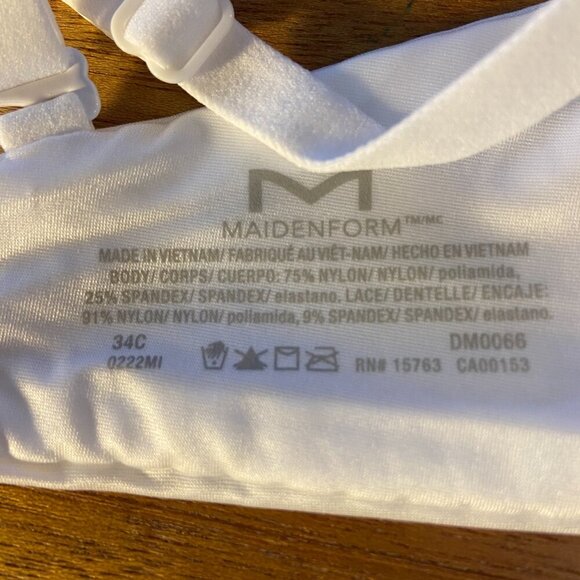 M
MAIDENFORM™/MC
MADE IN VIETNAM/ FABRIQUÉ AU VIÊT-NAM/ HECHO EN VIETNAM
BODY/ CORPS/ CUERPO: 75% NYLON/ NYLON/ poliamida,
25% SPANDEX/ SPANDEX/ elastano. LACE/ DENTELLE/ ENCAJE:
91% NYLON/ NYLON/ poliamida, 9% SPANDEX/ SPANDEX/ elastano.
34C DM0066
0222MI RN# 15763 CA00153